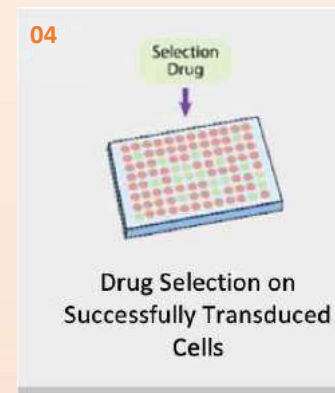 04
Selection
Drug
Drug Selection on
Successfully Transduced
Cells